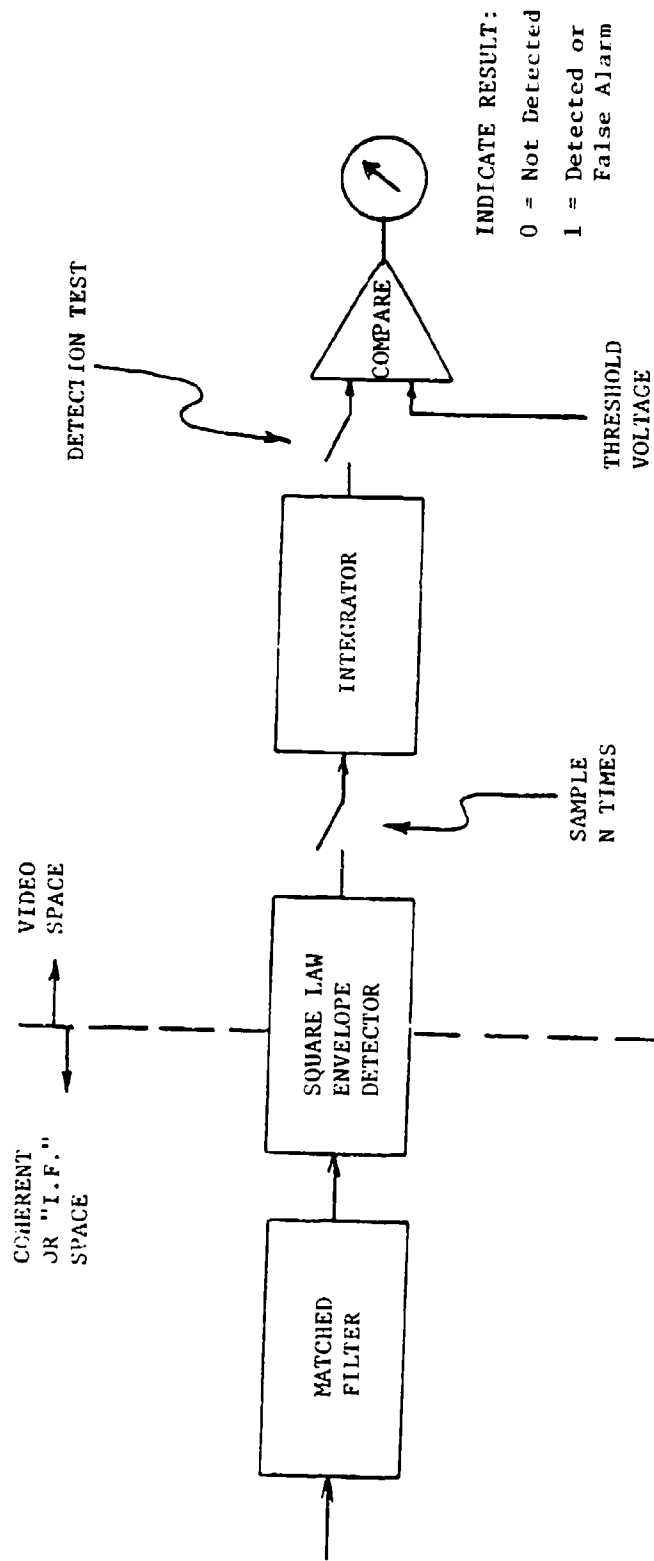 COHERENT
OR "I.F."
SPACE
VIDEO
SPACE
MATCHED
FILTER
SQUARE LAW
ENVELOPE
DETECTOR
SAMPLE
N TIMES
INTEGRATOR
DETECTION TEST
COMPARE
THRESHOLD
VOLTAGE
INDICATE RESULT:
0 = Not Detected
1 = Detected or
False Alarm